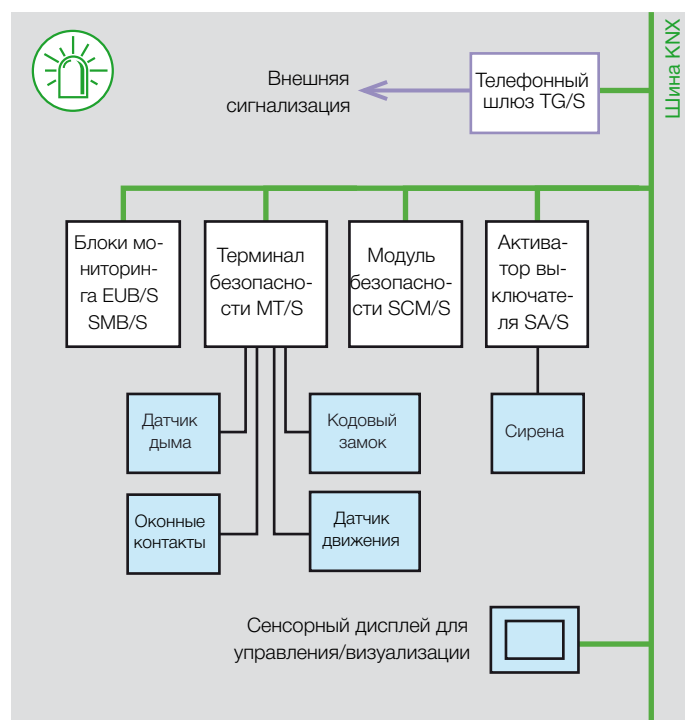 Внешняя
сигнализация
Телефонный
шлюз TG/S
Шина KNX
Блоки мо-
ниторин-
га EUB/S
SMB/S
Терминал
безопасно-
сти MT/S
Модуль
безопасно-
сти SCM/S
Актива-
тор вы-
ключате-
ля SA/S
Датчик
дыма
Кодовый
замок
Сирена
Оконные
контакты
Датчик
движения
Сенсорный дисплей для
управления/визуализации